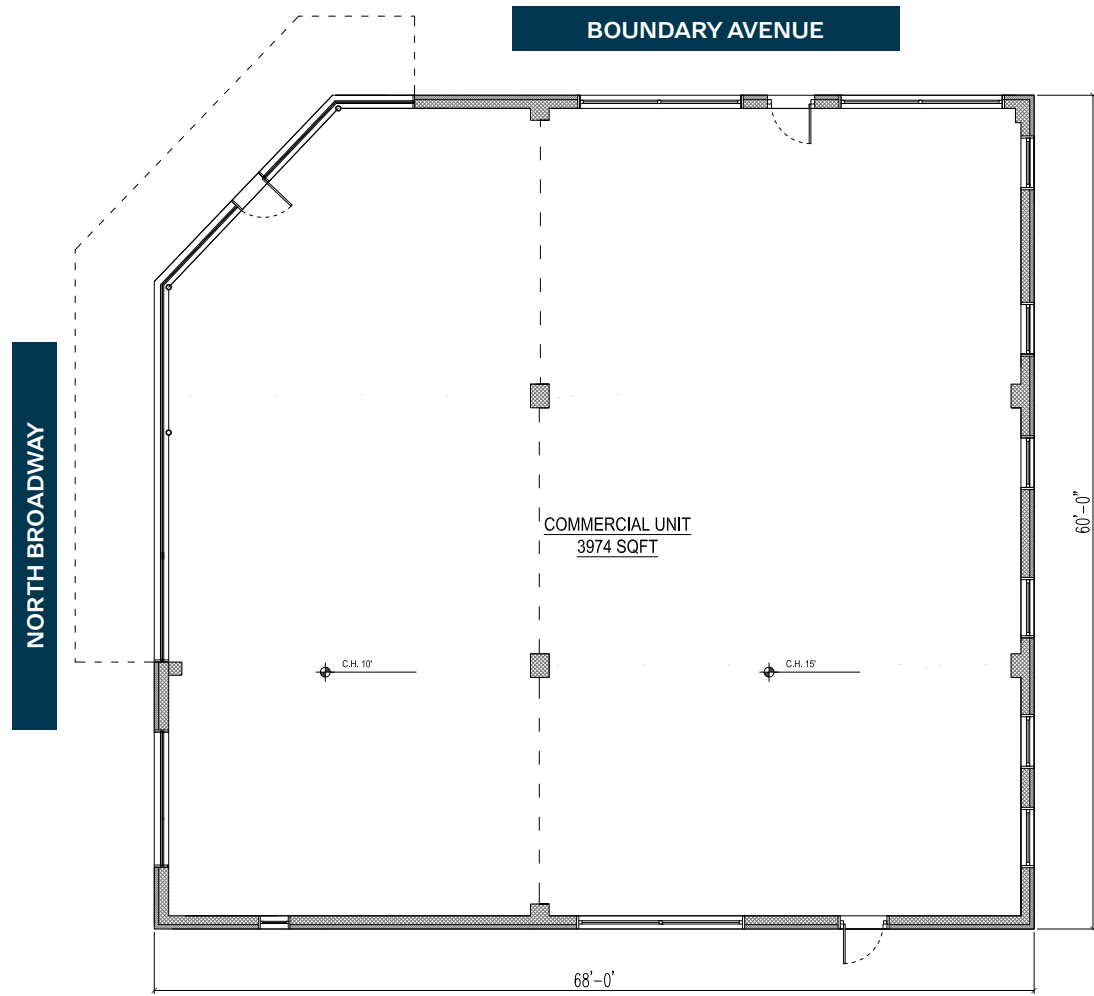 BOUNDARY AVENUE
NORTH BROADWAY
COMMERCIAL UNIT
3974 SQFT
60'-0"
C.H. 10'
C.H. 15'
68'-0'